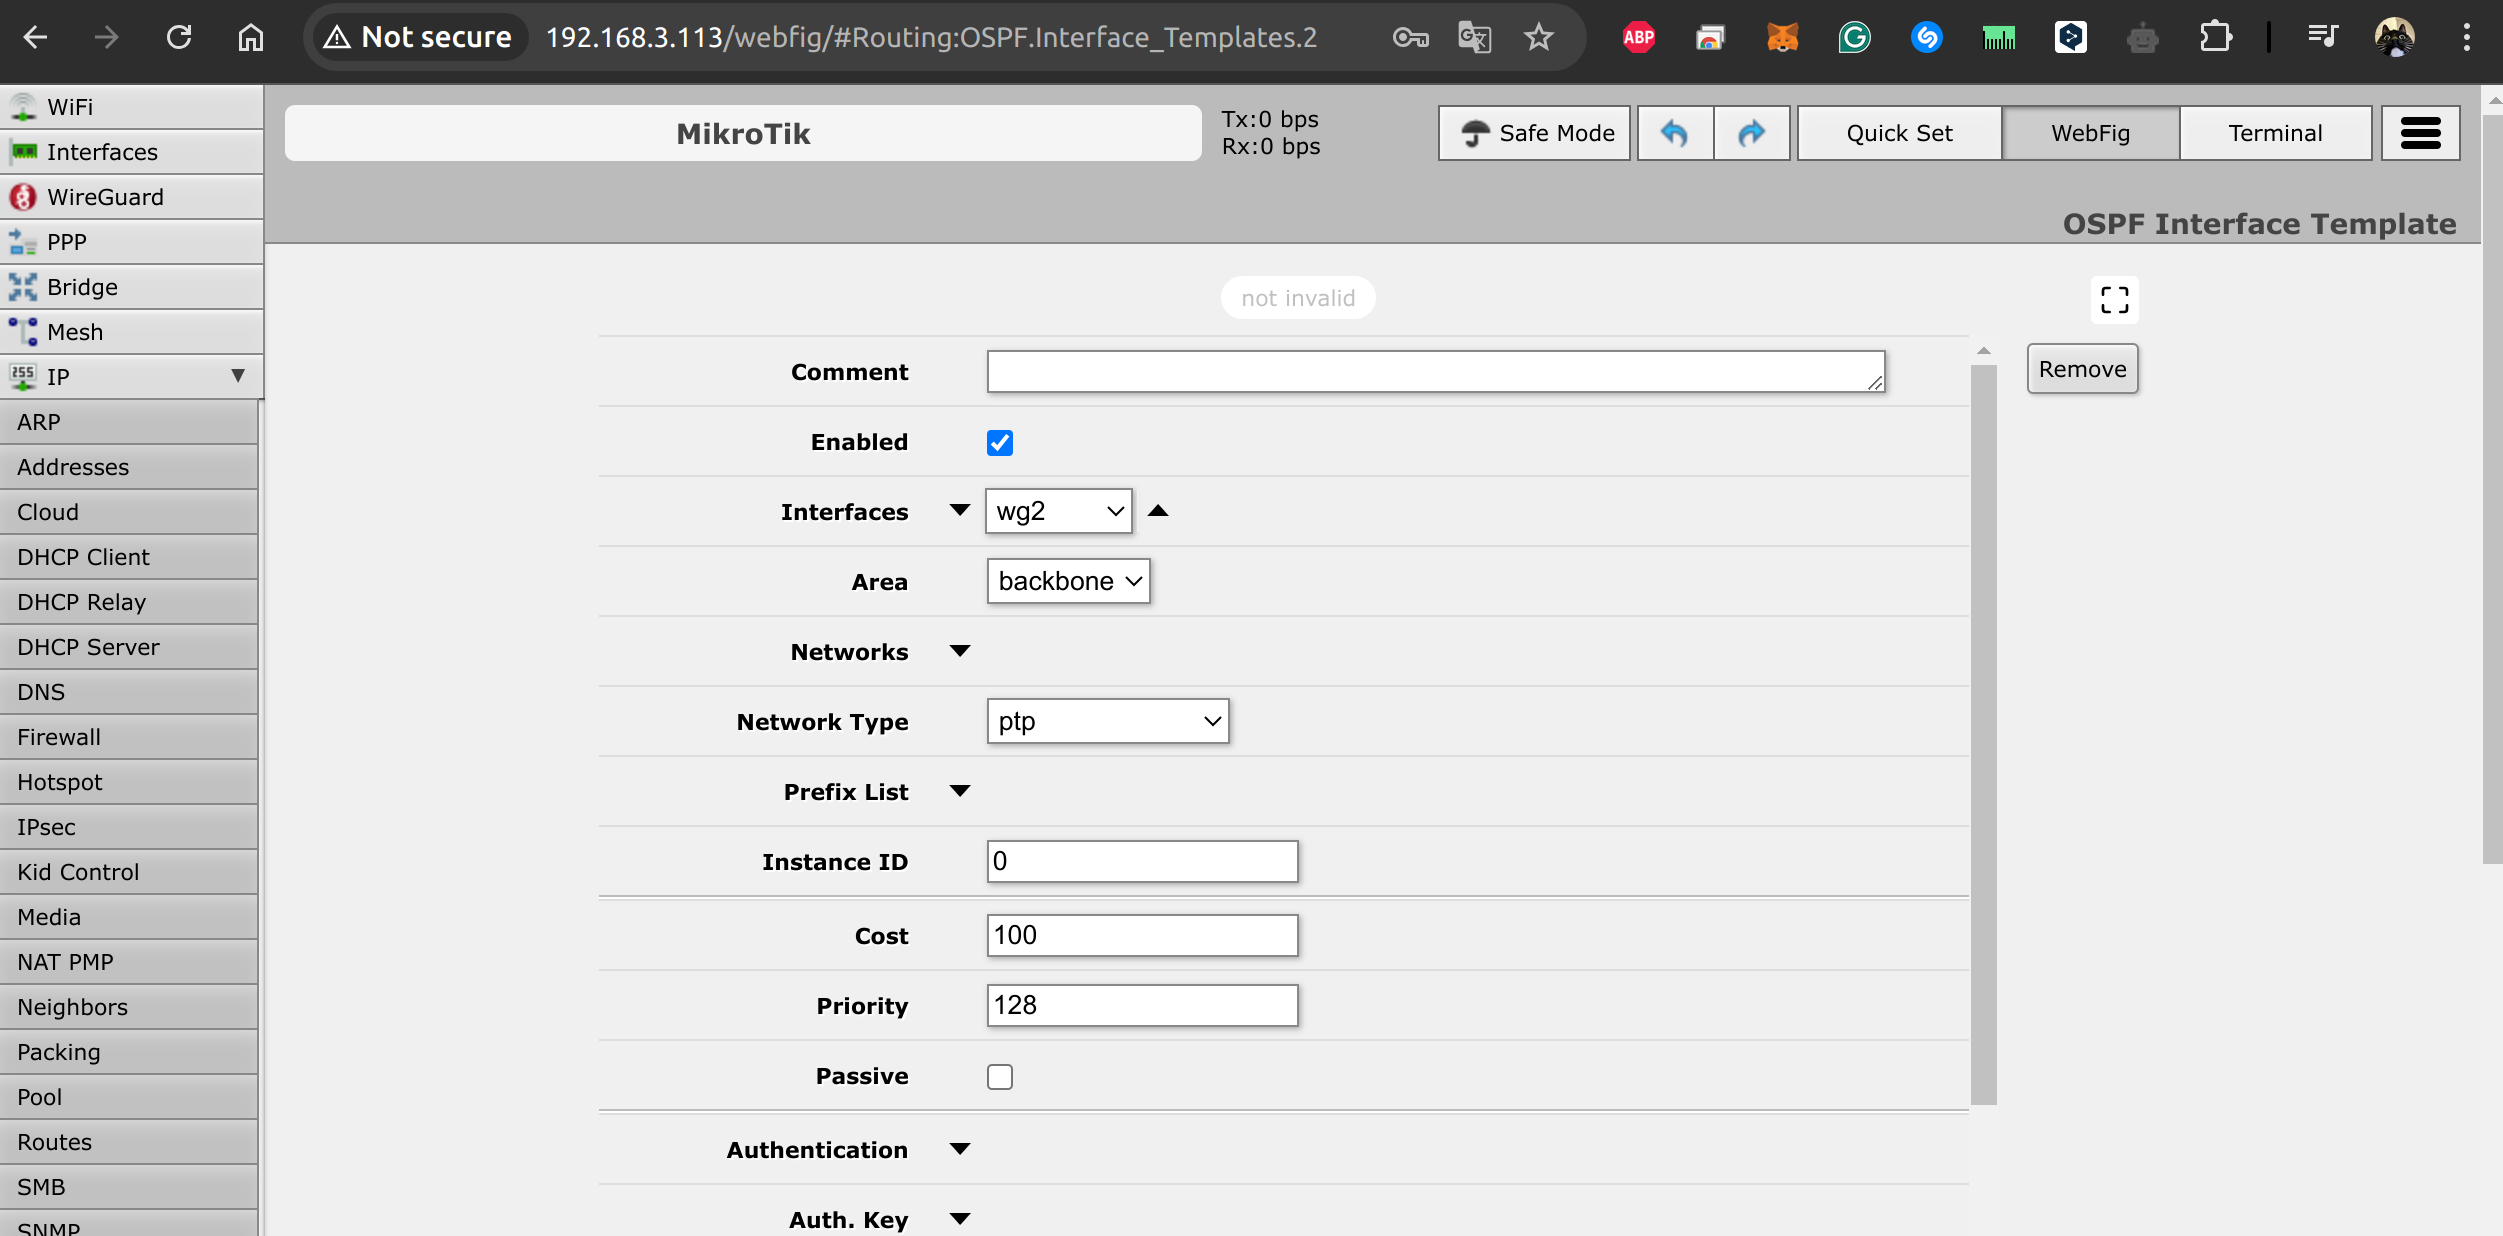 Not secure
192.168.3.113/webfig/#Routing:OSPF.Interface_Templates.2
ABP
MikroTik
Tx:0 bps
Rx:0 bps
Safe Mode
Quick Set
WebFig
Terminal
OSPF Interface Template
WiFi
Interfaces
WireGuard
PPP
Bridge
Mesh
255
IP
ARP
Addresses
Cloud
DHCP Client
DHCP Relay
DHCP Server
DNS
Firewall
Hotspot
IPsec
Kid Control
Media
NAT PMP
Neighbors
Packing
Pool
Routes
SMB
SNMP
not invalid
Remove
Comment
Enabled
Interfaces wg2
Area backbone
Networks
Network Type ptp
Prefix List
Instance ID 0
Cost 100
Priority 128
Passive
Authentication
Auth. Key